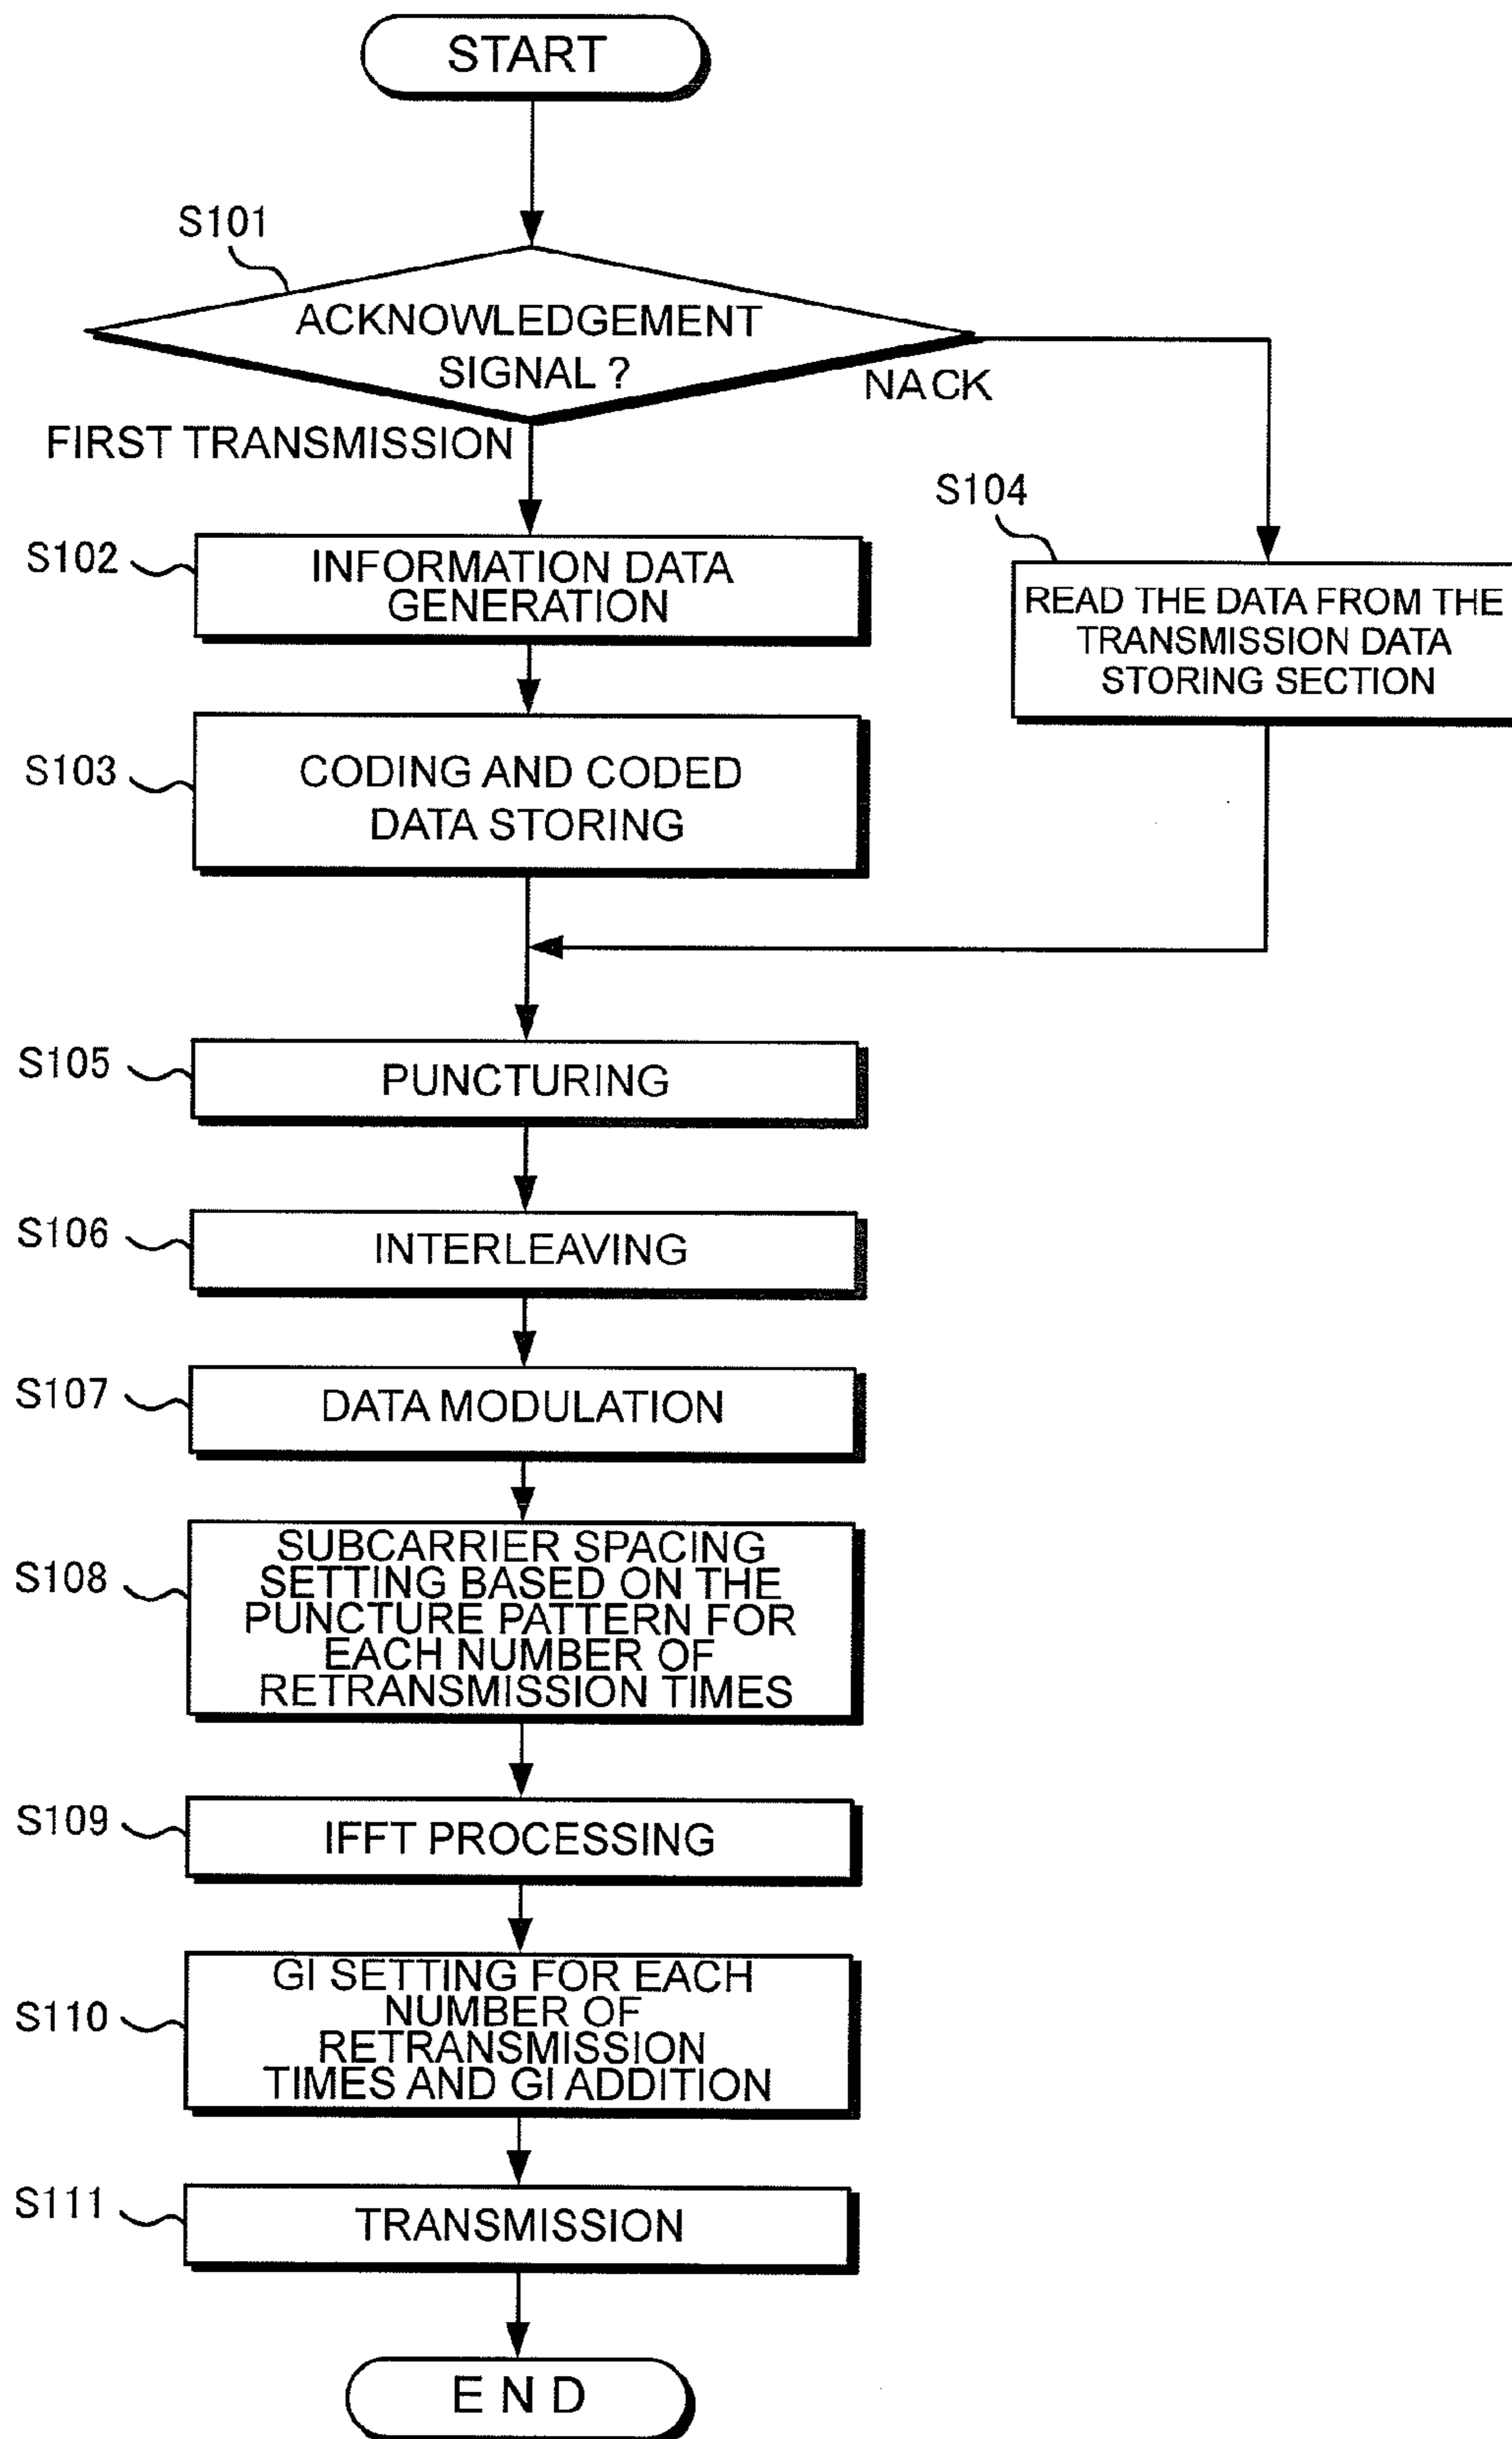 START
S101
ACKNOWLEDGEMENT
SIGNAL ?
NACK
FIRST TRANSMISSION
S102
INFORMATION DATA
GENERATION
S104
READ THE DATA FROM THE
TRANSMISSION DATA
STORING SECTION
S103
CODING AND CODED
DATA STORING
S105
PUNCTURING
S106
INTERLEAVING
S107
DATA MODULATION
S108
SUBCARRIER SPACING
SETTING BASED ON THE
PUNCTURE PATTERN FOR
EACH NUMBER OF
RETRANSMISSION TIMES
S109
IFFT PROCESSING
S110
GI SETTING FOR EACH
NUMBER OF
RETRANSMISSION
TIMES AND GI ADDITION
S111
TRANSMISSION
END